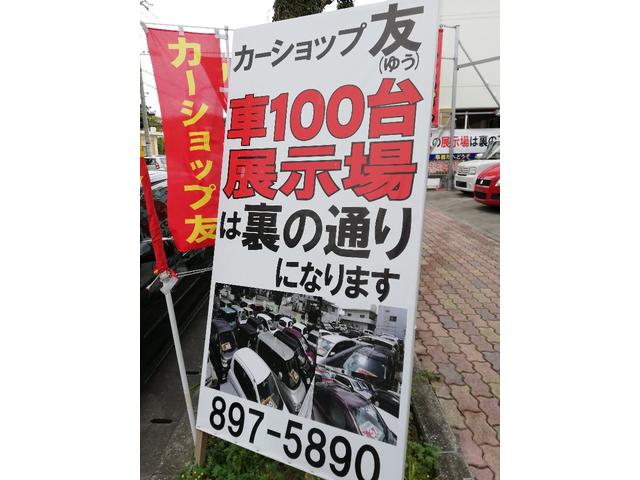 カーショップ友
(ゆう)
車100台
展示場
は裏の通り
になります
897-5890
カーショップ友
展示場は裏の